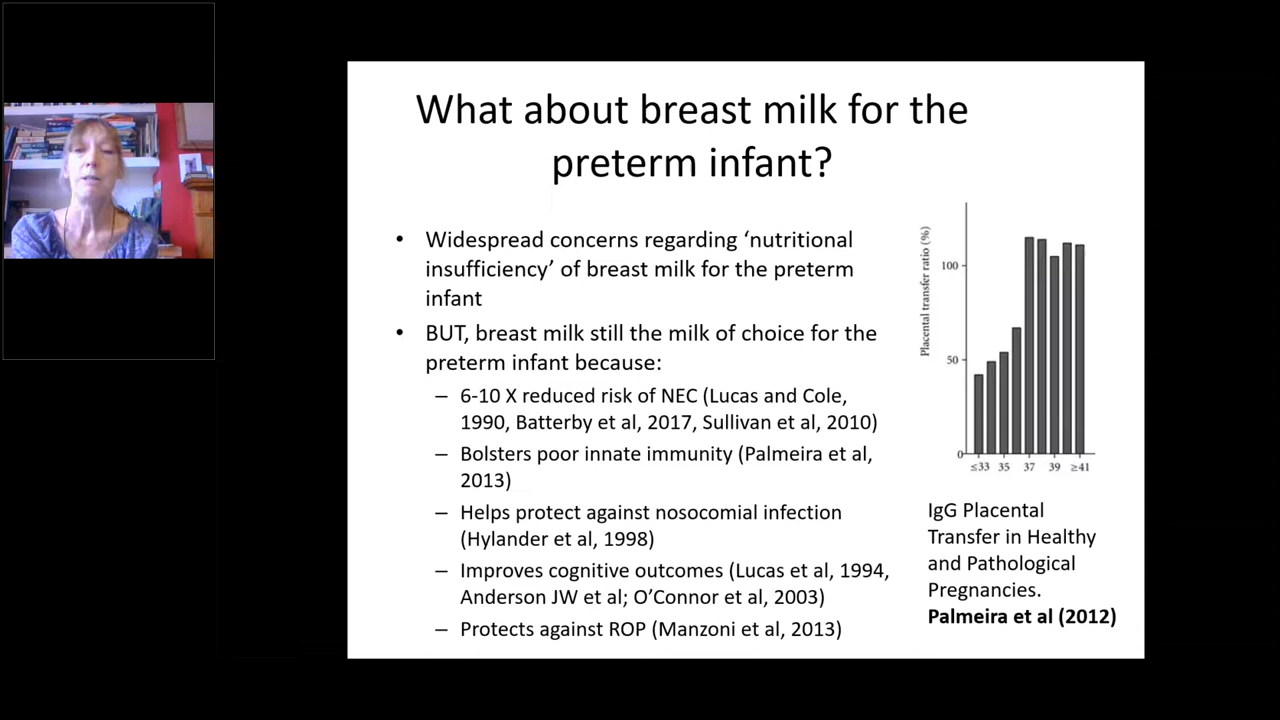 What about breast milk for the
preterm infant?
• Widespread concerns regarding ‘nutritional
insufficiency’ of breast milk for the preterm
infant
• BUT, breast milk still the milk of choice for the
preterm infant because:
– 6-10 X reduced risk of NEC (Lucas and Cole,
1990, Batterby et al, 2017, Sullivan et al, 2010)
– Bolsters poor innate immunity (Palmeira et al,
2013)
– Helps protect against nosocomial infection
(Hylander et al, 1998)
– Improves cognitive outcomes (Lucas et al, 1994,
Anderson JW et al; O’Connor et al, 2003)
– Protects against ROP (Manzoni et al, 2013)
Placental transfer ratio (%)
100
50
0
≤33 35 37 39 ≥41
IgG Placental
Transfer in Healthy
and Pathological
Pregnancies.
Palmeira et al (2012)